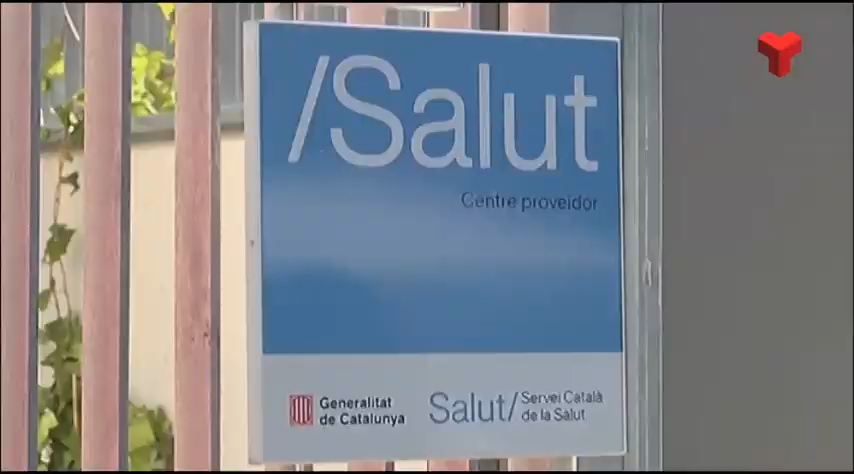 /Salut
Centre proveïdor
Generalitat
de Catalunya
Salut/
Servei Català
de la Salut